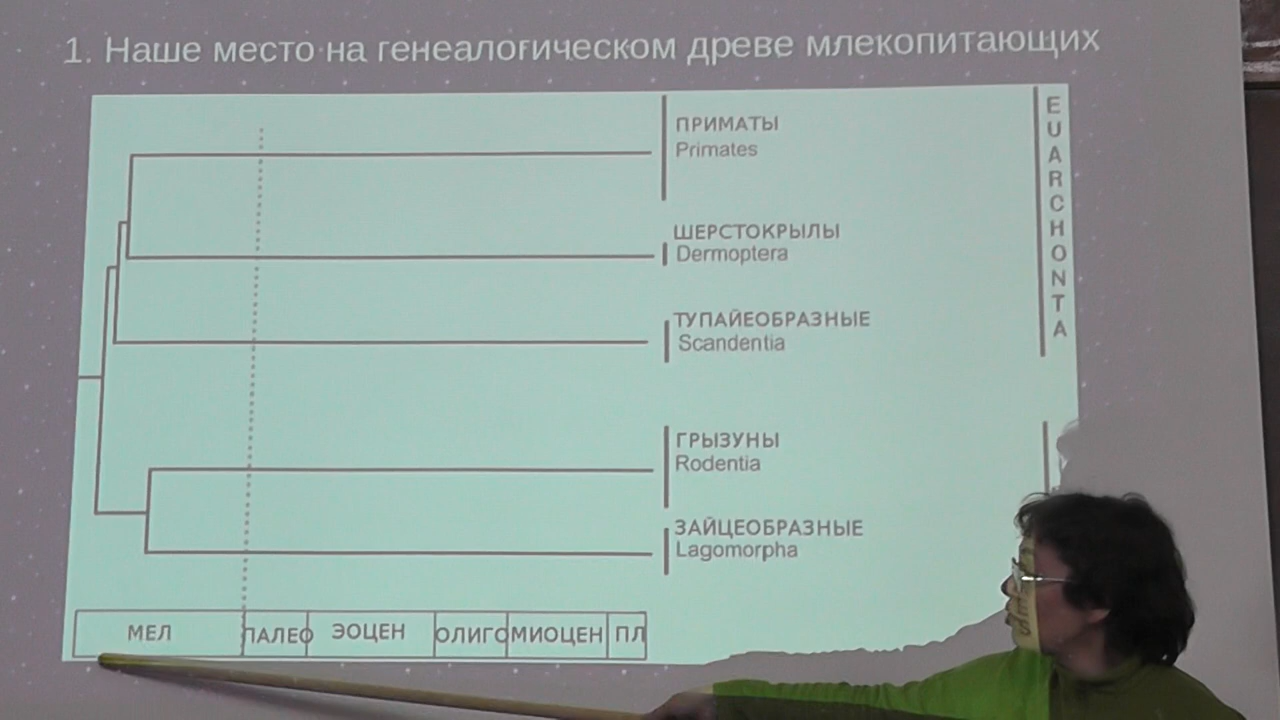 1. Наше место на генеалогическом древе млекопитающих
ПРИМАТЫ
Primates
ШЕРСТОКРЫЛЫ
Dermoptera
ТУПАЙЕОБРАЗНЫЕ
Scandentia
ГРЫЗУНЫ
Rodentia
ЗАЙЦЕОБРАЗНЫЕ
Lagomorpha
EUARCHONTA
МЕЛ ПАЛЕО ЭОЦЕН ОЛИГО МИОЦЕН ПЛ